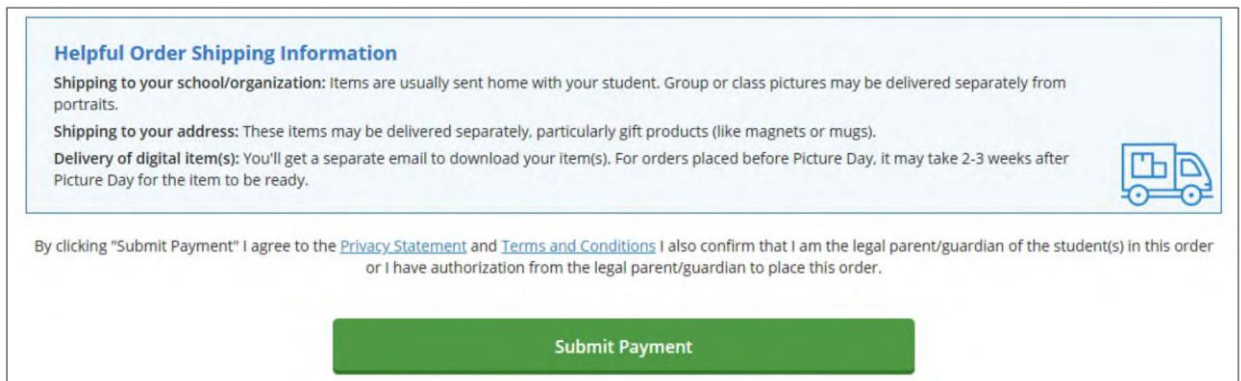 Helpful Order Shipping Information
Shipping to your school/organization: Items are usually sent home with your student. Group or class pictures may be delivered separately from
portraits.
Shipping to your address: These items may be delivered separately, particularly gift products (like magnets or mugs).
Delivery of digital item(s): You'll get a separate email to download your item(s). For orders placed before Picture Day, it may take 2-3 weeks after
Picture Day for the item to be ready.
By clicking "Submit Payment" I agree to the Privacy Statement and Terms and Conditions I also confirm that I am the legal parent/guardian of the student(s) in this order
or I have authorization from the legal parent/guardian to place this order.
Submit Payment